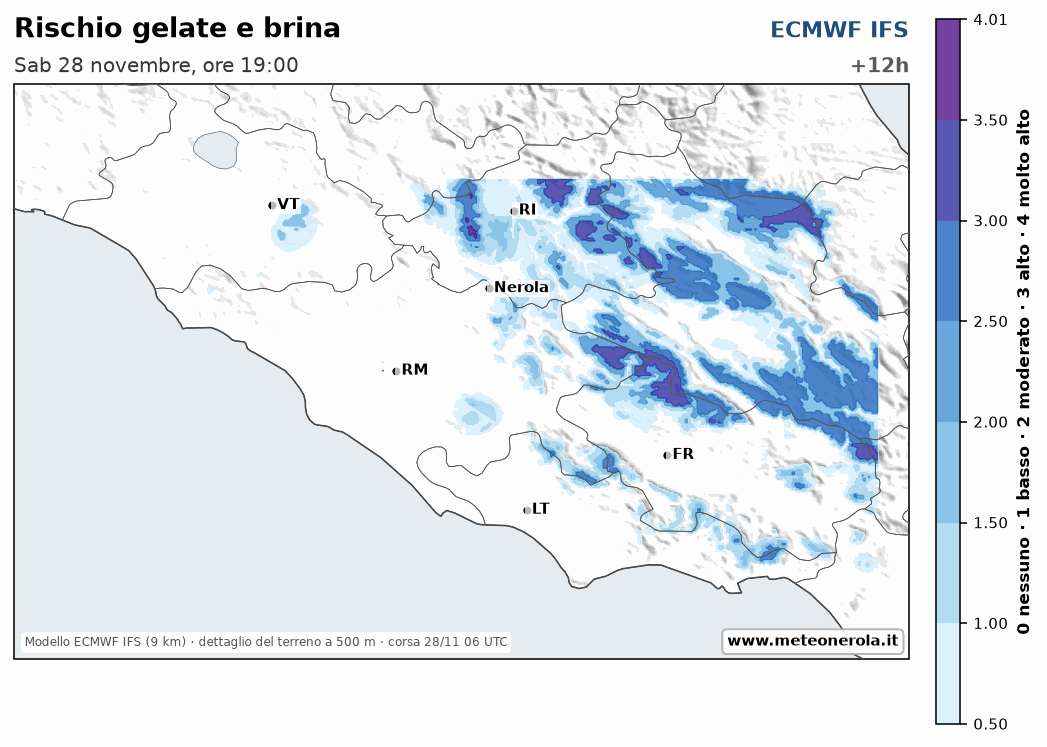 Rischio gelate e brina
ECMWF IFS
Sab 28 novembre, ore 19:00
+12h
4.01
3.50
3.00
2.50
2.00
1.50
1.00
0.50
0 nessuno · 1 basso · 2 moderato · 3 alto · 4 molto alto
VT
RI
Nerola
RM
FR
LT
Modello ECMWF IFS (9 km) · dettaglio del terreno a 500 m · corsa 28/11 06 UTC
www.meteonerola.it